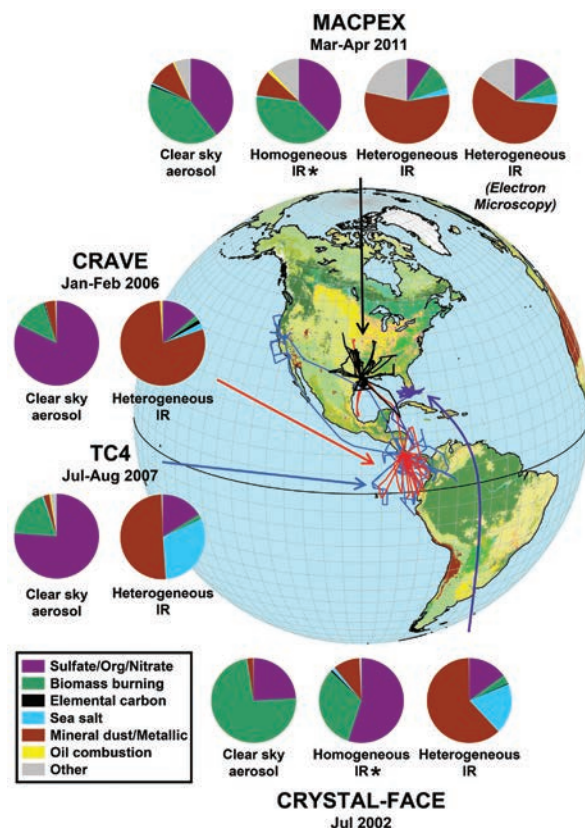 MACPEX
Mar-Apr 2011
Clear sky
aerosol
Homogeneous
IR*
Heterogeneous
IR
Heterogeneous
IR
(Electron
Microscopy)
CRAVE
Jan-Feb 2006
Clear sky
aerosol
Heterogeneous
IR
TC4
Jul-Aug 2007
Clear sky
aerosol
Heterogeneous
IR
Sulfate/Org/Nitrate
Biomass burning
Elemental carbon
Sea salt
Mineral dust/Metallic
Oil combustion
Other
Clear sky
aerosol
Homogeneous
IR*
Heterogeneous
IR
CRYSTAL-FACE
Jul 2002